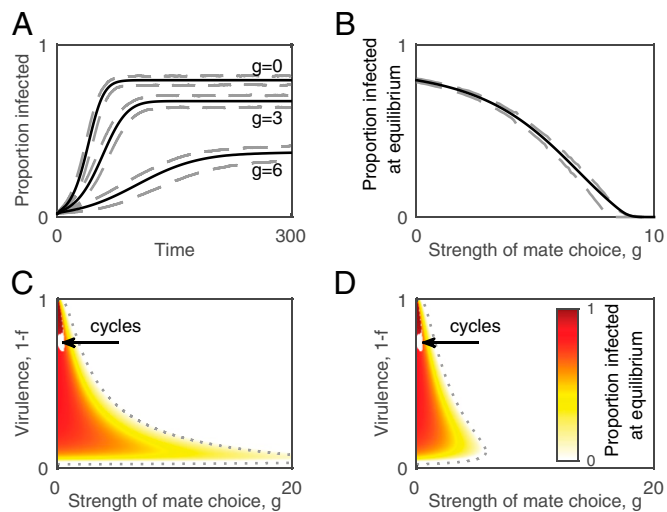 A
1
Proportion infected
g=0
g=3
g=6
0
0
Time
300
B
1
Proportion infected
at equilibrium
0
0
Strength of mate choice, g
10
C
1
cycles
Virulence, 1-f
0
0
Strength of mate choice, g
20
D
1
cycles
Virulence, 1-f
0
0
Strength of mate choice, g
20
1
0
Proportion infected
at equilibrium